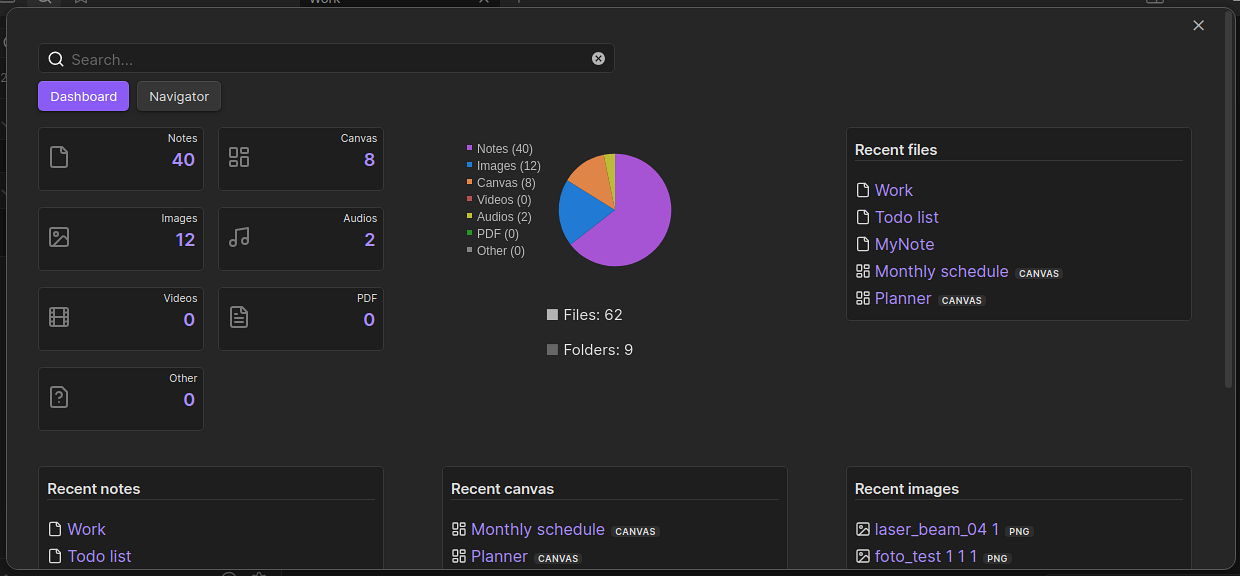 Work
Search...
Dashboard
Navigator
Notes
40
Canvas
8
Images
12
Audios
2
Videos
0
PDF
0
Other
0
Notes (40)
Images (12)
Canvas (8)
Videos (0)
Audios (2)
PDF (0)
Other (0)
Files: 62
Folders: 9
Recent files
Work
Todo list
MyNote
Monthly schedule CANVAS
Planner CANVAS
Recent notes
Work
Todo list
Recent canvas
Monthly schedule CANVAS
Planner CANVAS
Recent images
laser_beam_04 1 PNG
foto_test 1 1 1 PNG